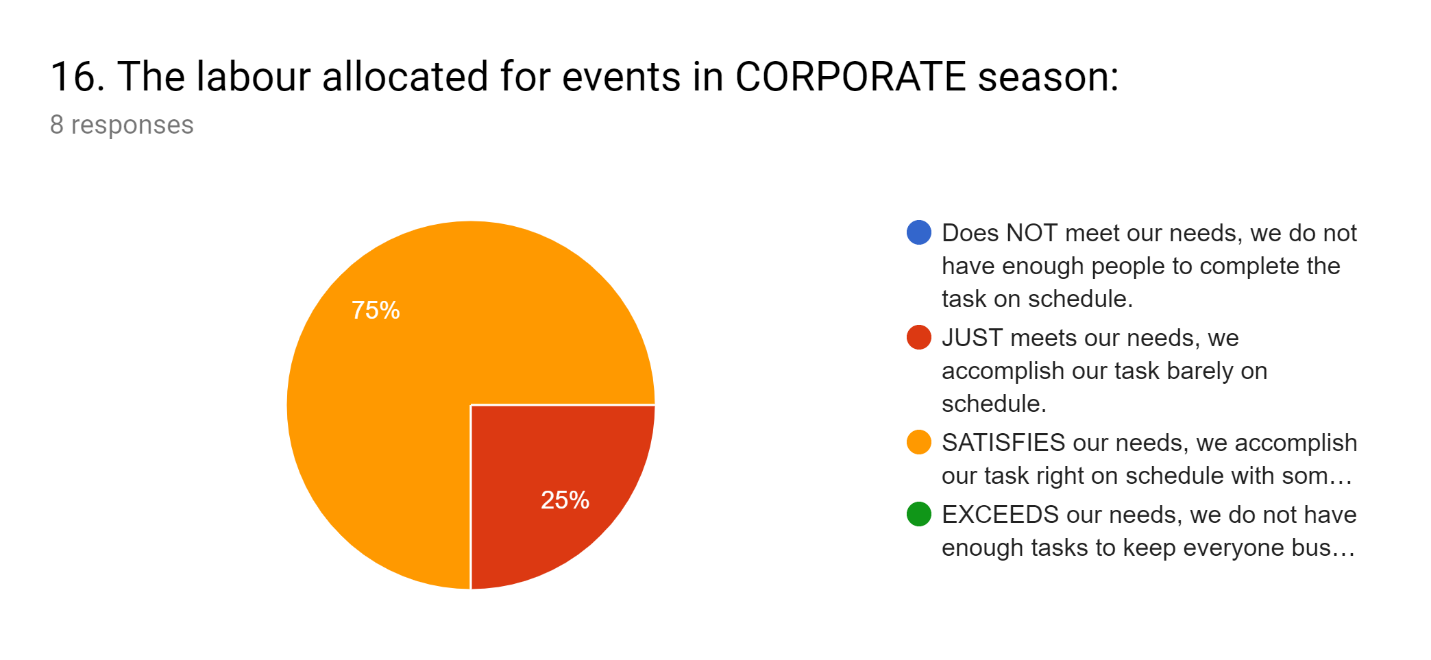 16. The labour allocated for events in CORPORATE season:
8 responses
75%
25%
Does NOT meet our needs, we do not
have enough people to complete the
task on schedule.
JUST meets our needs, we
accomplish our task barely on
schedule.
SATISFIES our needs, we accomplish
our task right on schedule with som…
EXCEEDS our needs, we do not have
enough tasks to keep everyone bus…